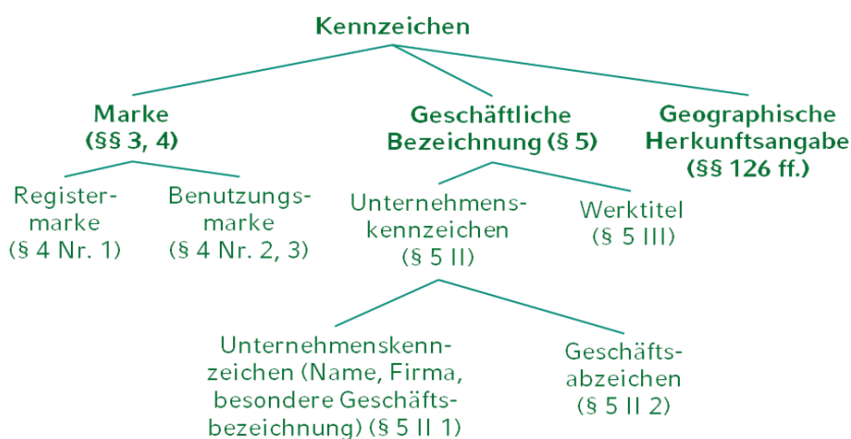 Kennzeichen
Marke
(§§ 3, 4)
Geschäftliche
Bezeichnung (§ 5)
Geographische
Herkunftsangabe
(§§ 126 ff.)
Register-
marke
(§ 4 Nr. 1)
Benutzungs-
marke
(§ 4 Nr. 2, 3)
Unternehmens-
kennzeichen
(§ 5 II)
Werktitel
(§ 5 III)
Unternehmenskenn-
zeichen (Name, Firma,
besondere Geschäfts-
bezeichnung) (§ 5 II 1)
Geschäfts-
abzeichen
(§ 5 II 2)